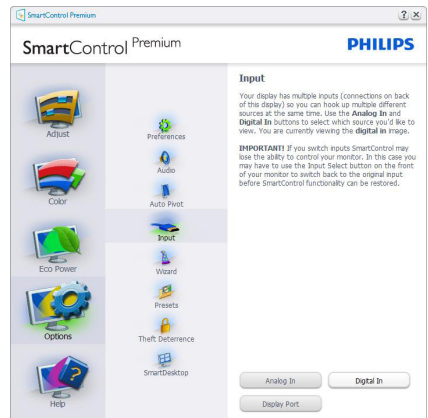 SmartControl Premium
SmartControl Premium
PHILIPS
Adjust
Color
Eco Power
Options
Help
Preferences
Audio
Auto Pivot
Input
Wizard
Presets
Theft Deterrence
SmartDesktop
Input
Your display has multiple inputs (connections on back
of this display) so you can hook up multiple different
sources at the same time. Use the Analog In and
Digital In buttons to select which source you'd like to
view. You are currently viewing the digital in image.
IMPORTANT! If you switch inputs SmartControl may
lose the ability to control your monitor. In this case you
may have to use the Input Select button on the front
of your monitor to switch back to the original input
before SmartControl functionality can be restored.
Analog In
Digital In
Display Port